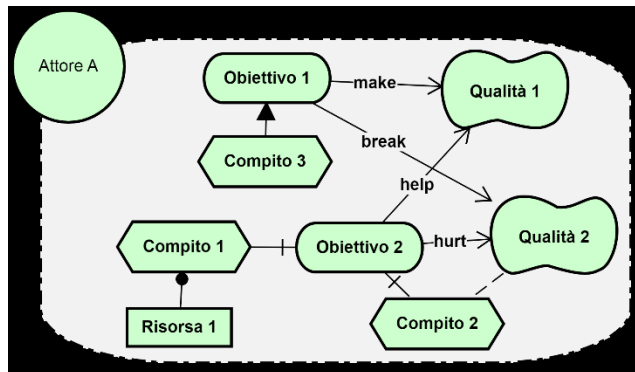 Attore A
Obiettivo 1
make
Qualità 1
break
Compito 3
help
Compito 1
Obiettivo 2
hurt
Qualità 2
Risorsa 1
Compito 2